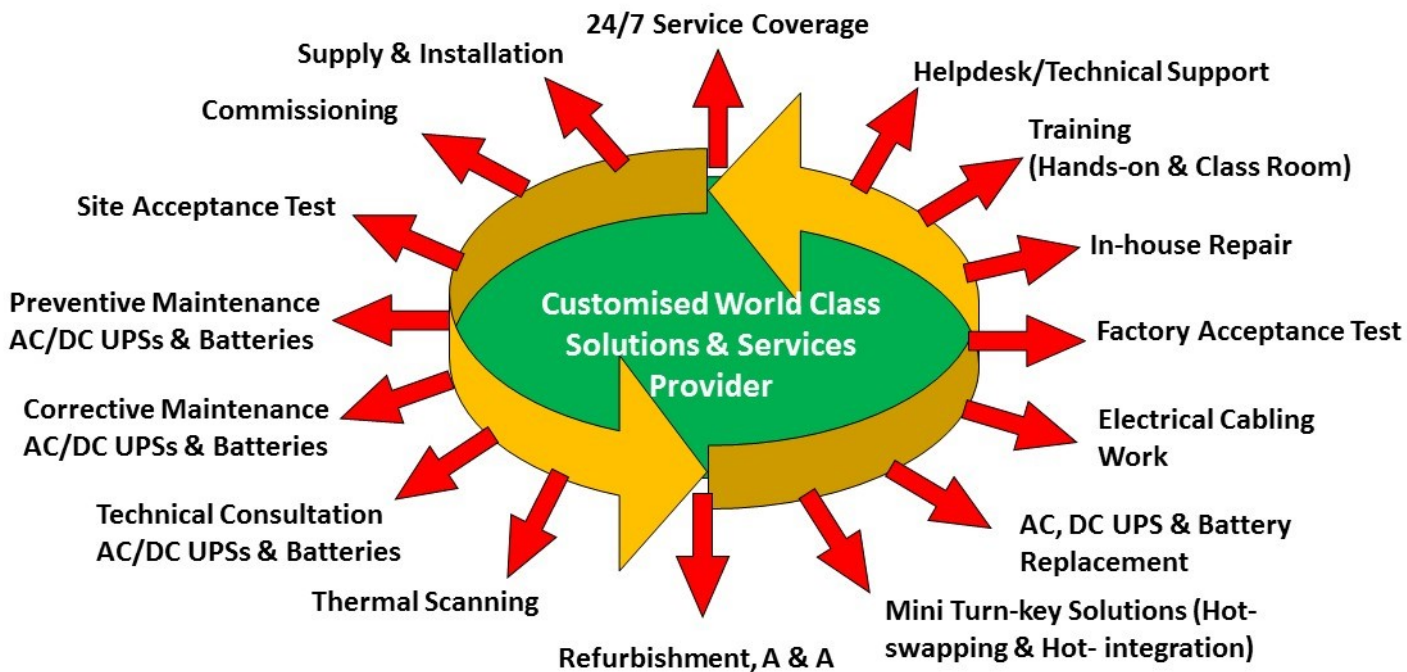 24/7 Service Coverage
Helpdesk/Technical Support
Training
(Hands-on & Class Room)
In-house Repair
Factory Acceptance Test
Electrical Cabling
Work
AC, DC UPS & Battery
Replacement
Mini Turn-key Solutions (Hot-
swapping & Hot- integration)
Refurbishment, A & A
Thermal Scanning
Technical Consultation
AC/DC UPSs & Batteries
Corrective Maintenance
AC/DC UPSs & Batteries
Preventive Maintenance
AC/DC UPSs & Batteries
Site Acceptance Test
Commissioning
Supply & Installation
Customised World Class
Solutions & Services
Provider